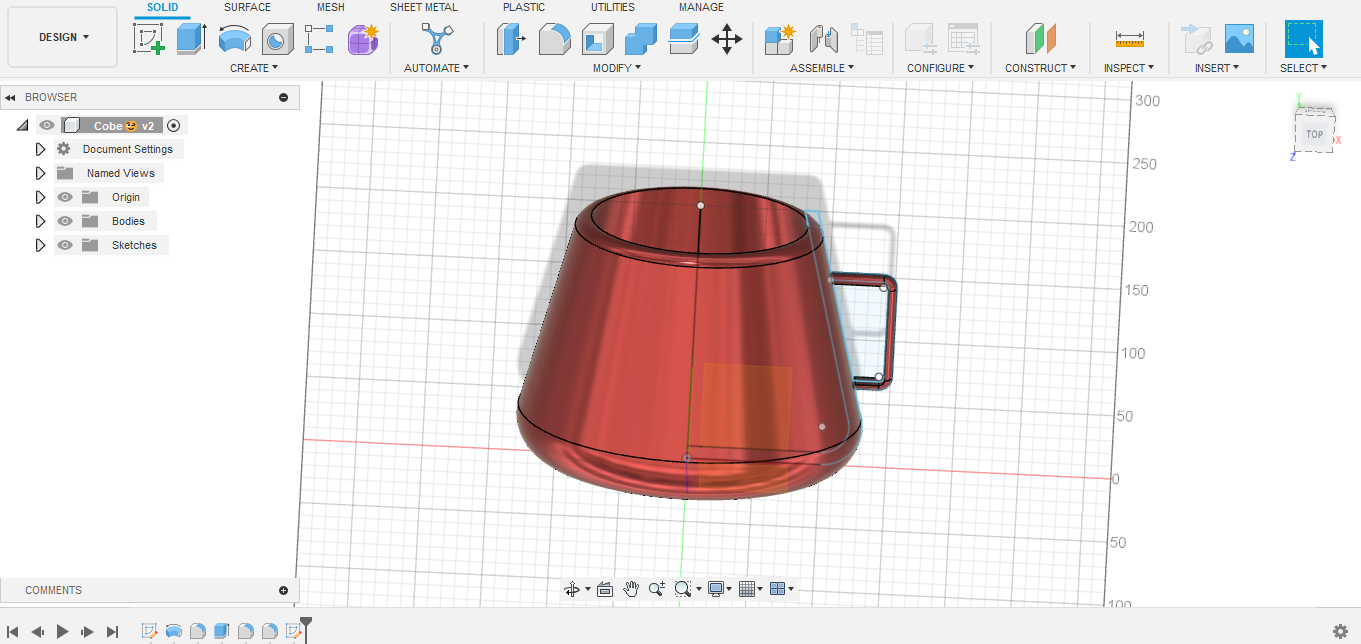 SOLID SURFACE MESH SHEET METAL PLASTIC UTILITIES MANAGE
DESIGN
CREATE AUTOMATE MODIFY ASSEMBLE CONFIGURE CONSTRUCT INSPECT INSERT SELECT
BROWSER
Cobe 😉 v2
Document Settings
Named Views
Origin
Bodies
Sketches
300
250
200
150
100
50
0
50
100
Y
TOP
X
Z
COMMENTS